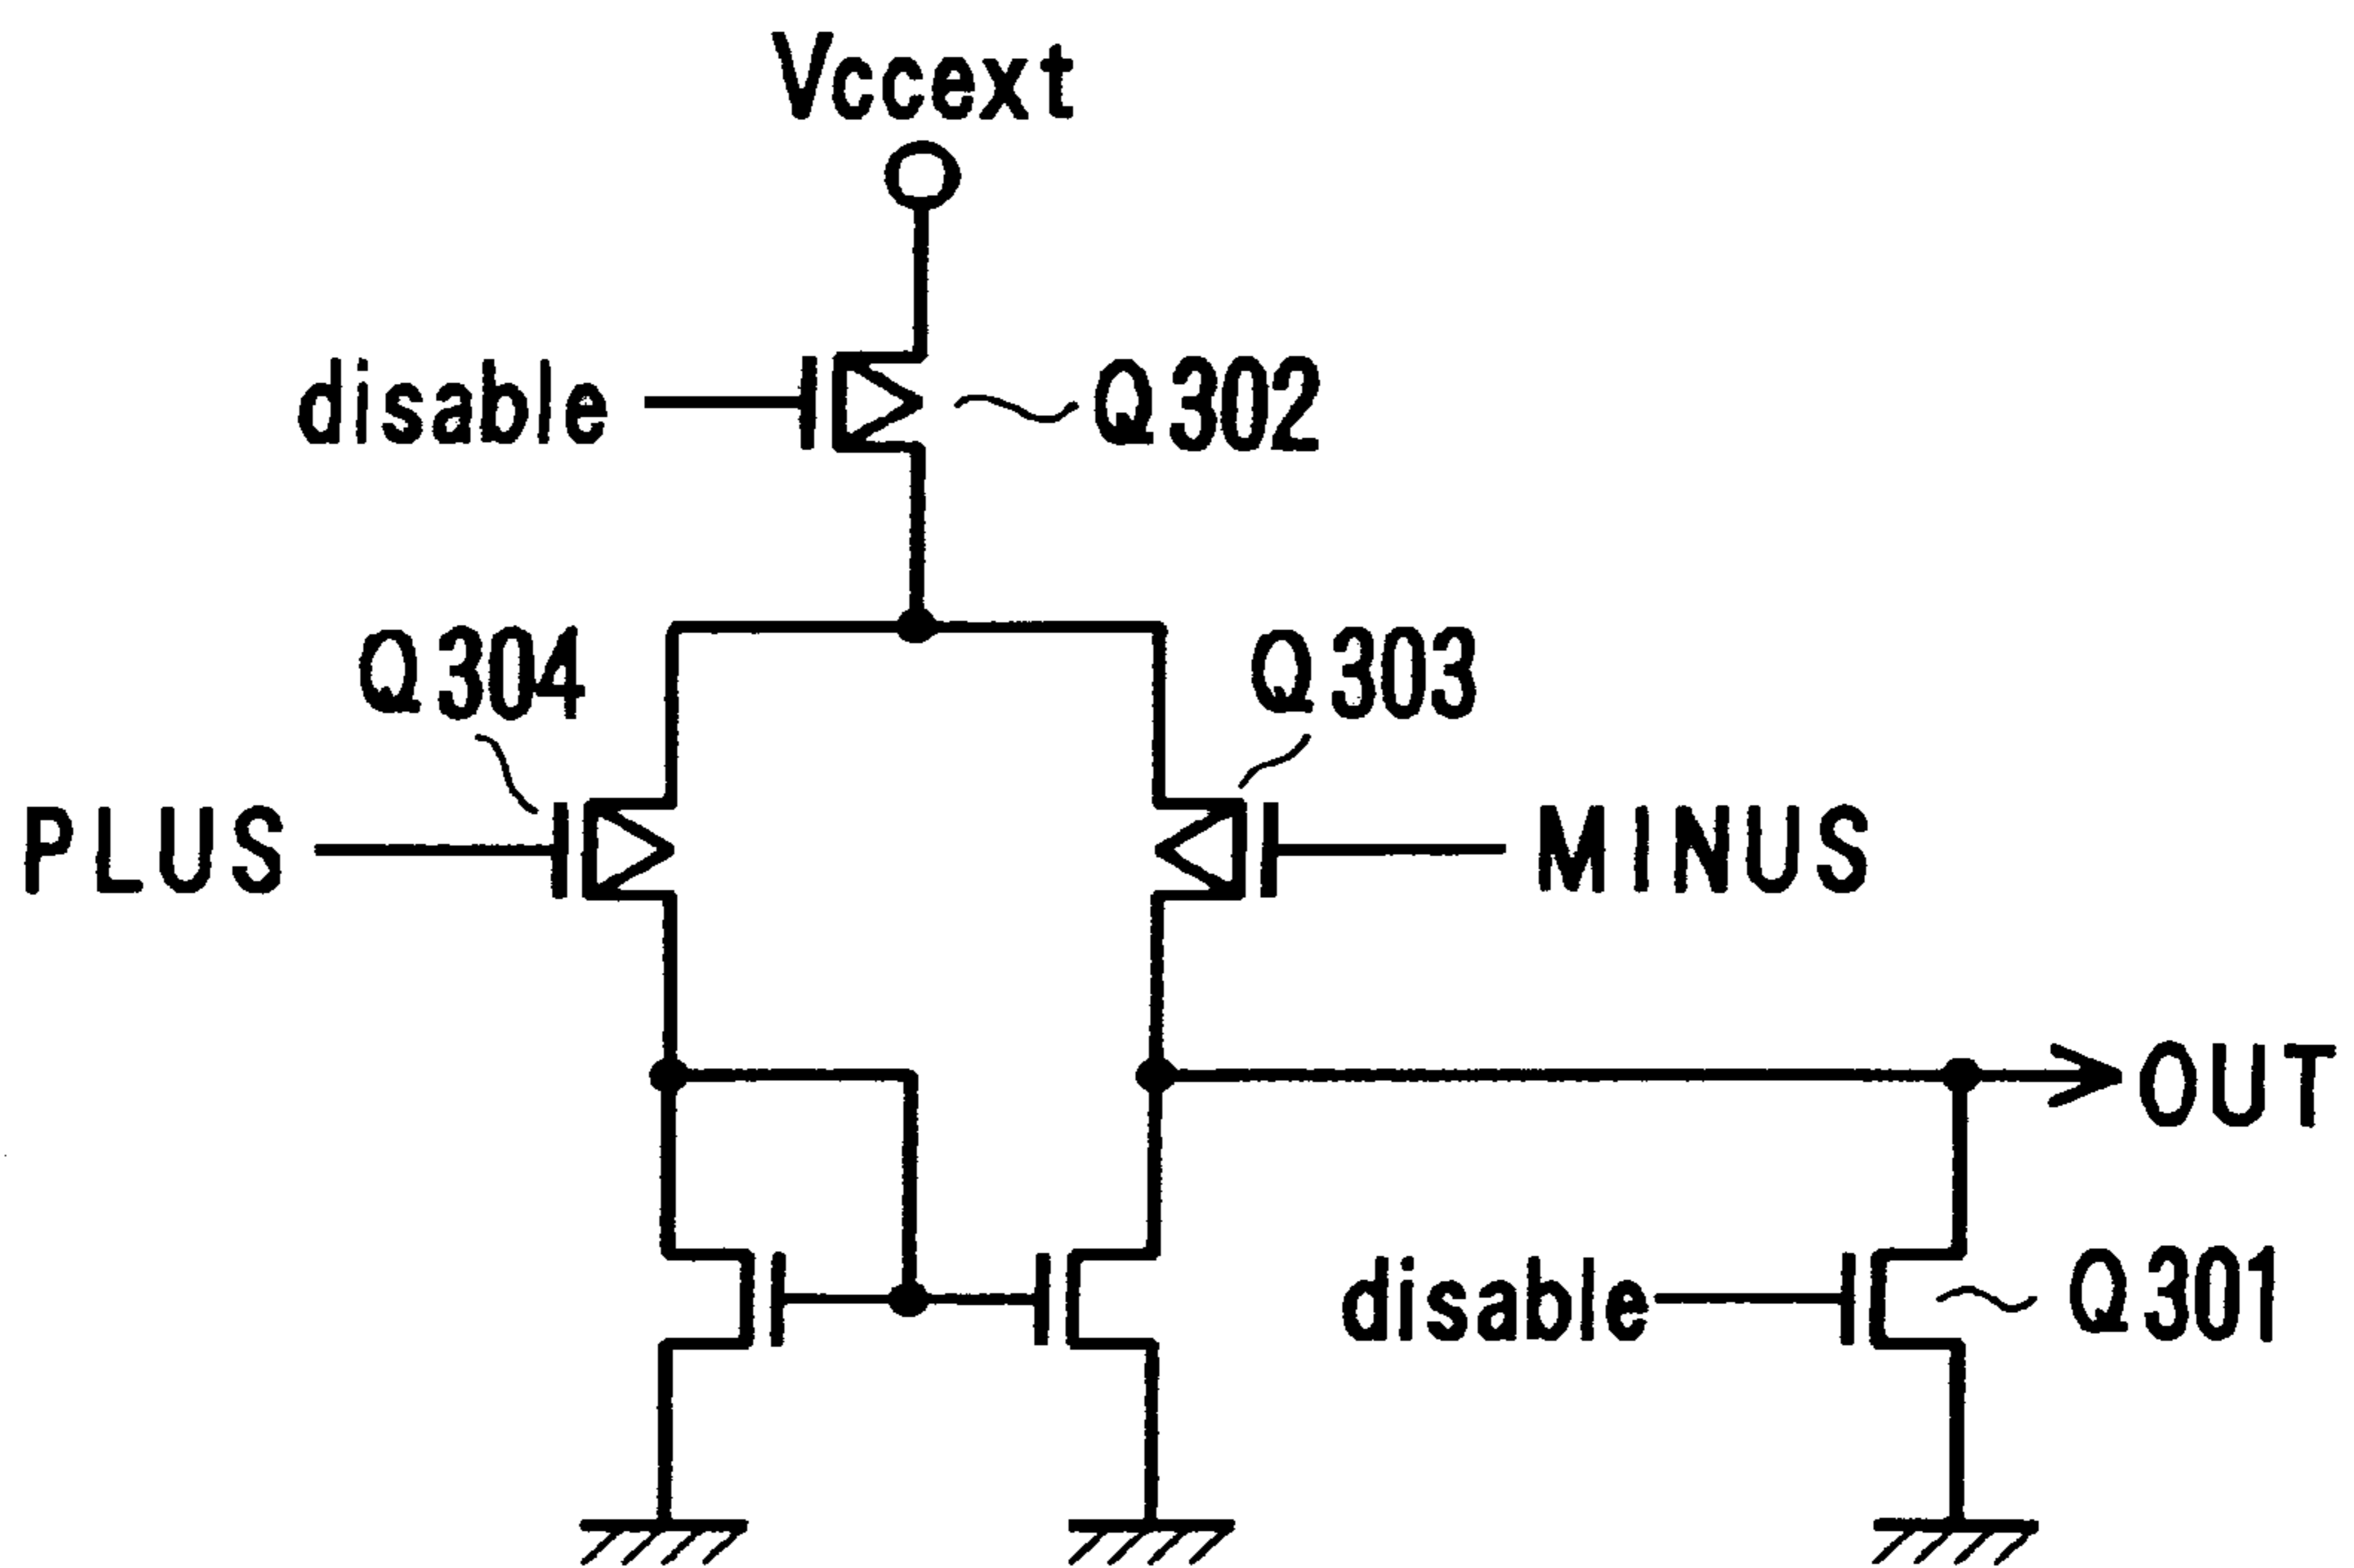 Vccext
disable
Q302
Q304
Q303
PLUS
MINUS
OUT
disable
Q301